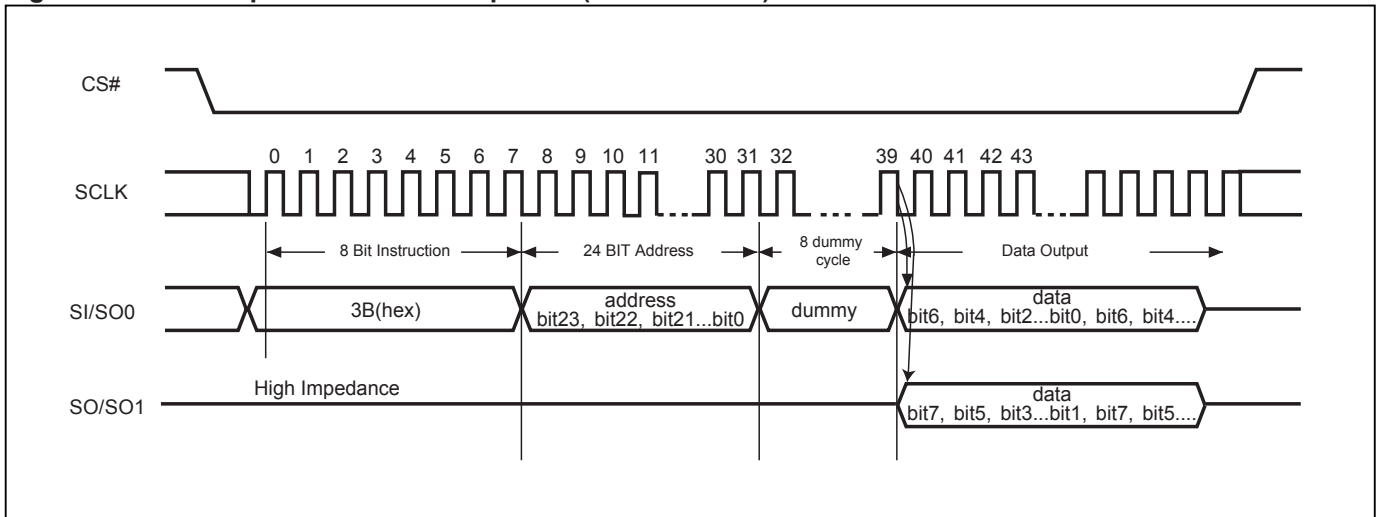 CS#
0 1 2 3 4 5 6 7 8 9 10 11 30 31 32 39 40 41 42 43
SCLK
8 Bit Instruction 24 BIT Address 8 dummy cycle Data Output
SI/SO0
3B(hex)
address
bit23, bit22, bit21...bit0
dummy
data
bit6, bit4, bit2...bit0, bit6, bit4....
High Impedance
SO/SO1
data
bit7, bit5, bit3...bit1, bit7, bit5....